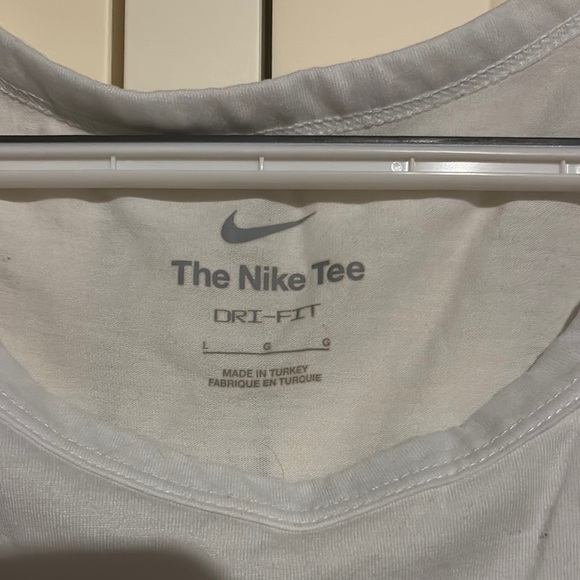 The Nike Tee
DRI-FIT
L G G
MADE IN TURKEY
FABRIQUE EN TURQUIE